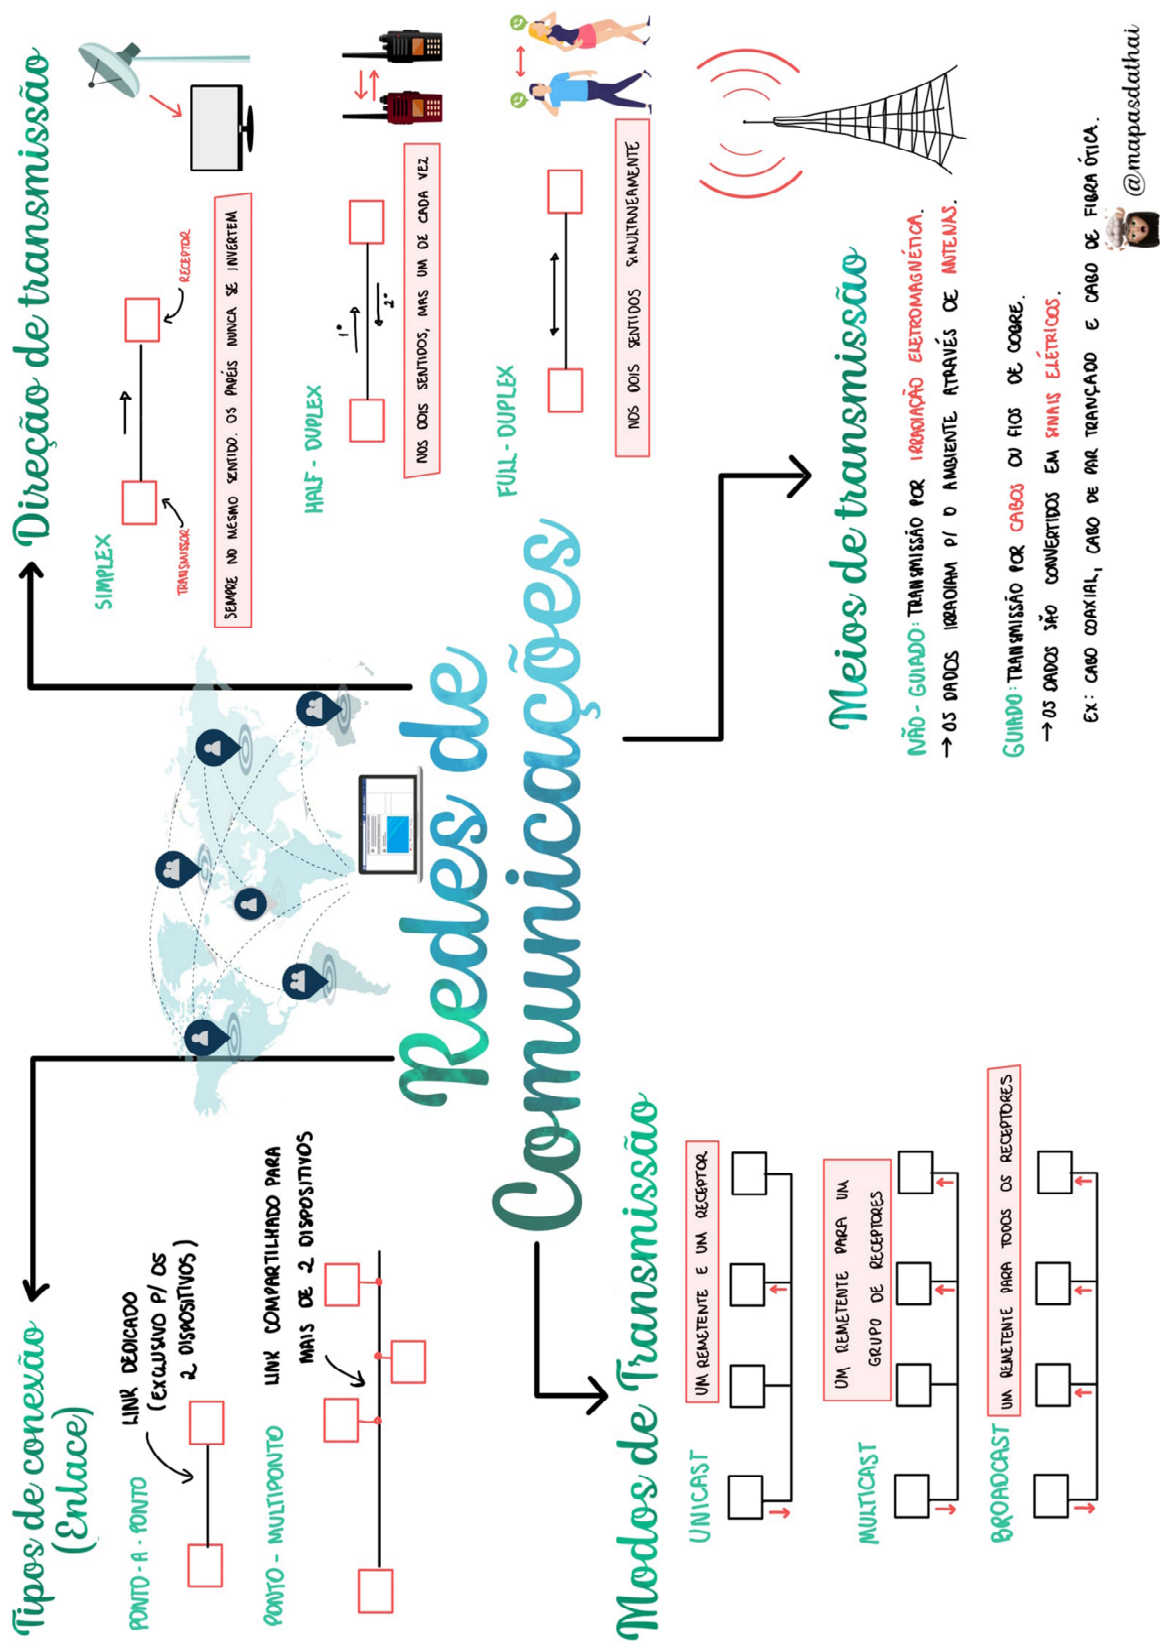 Redes de
Comunicações
Tipos de conexão
(Enlace)
PONTO - A - PONTO
LINK DEDICADO
(EXCLUSIVO P/ OS
2 DISPOSITIVOS)
PONTO - MULTIPONTO
LINK COMPARTILHADO PARA
MAIS DE 2 DISPOSITIVOS
Direção de transmissão
SIMPLEX
TRANSMISSOR
RECEPTOR
SEMPRE NO MESMO SENTIDO. OS PAPÉIS NUNCA SE INVERTEM
HALF - DUPLEX
1º
2º
NOS DOIS SENTIDOS, MAS UM DE CADA VEZ
FULL - DUPLEX
NOS DOIS SENTIDOS SIMULTANEAMENTE
Modos de Transmissão
UNICAST
UM REMETENTE E UM RECEPTOR
MULTICAST
UM REMETENTE PARA UM
GRUPO DE RECEPTORES
BROADCAST
UM REMETENTE PARA TODOS OS RECEPTORES
Meios de transmissão
NÃO - GUIADO: TRANSMISSÃO POR IRRADIAÇÃO ELETROMAGNÉTICA.
→ OS DADOS IRRADIAM P/ O AMBIENTE ATRAVÉS DE ANTENAS.
GUIADO: TRANSMISSÃO POR CABOS OU FIOS DE COBRE.
→ OS DADOS SÃO CONVERTIDOS EM SINAIS ELÉTRICOS.
EX: CABO COAXIAL, CABO DE PAR TRANÇADO E CABO DE FIBRA ÓTICA.
@mapasdathai